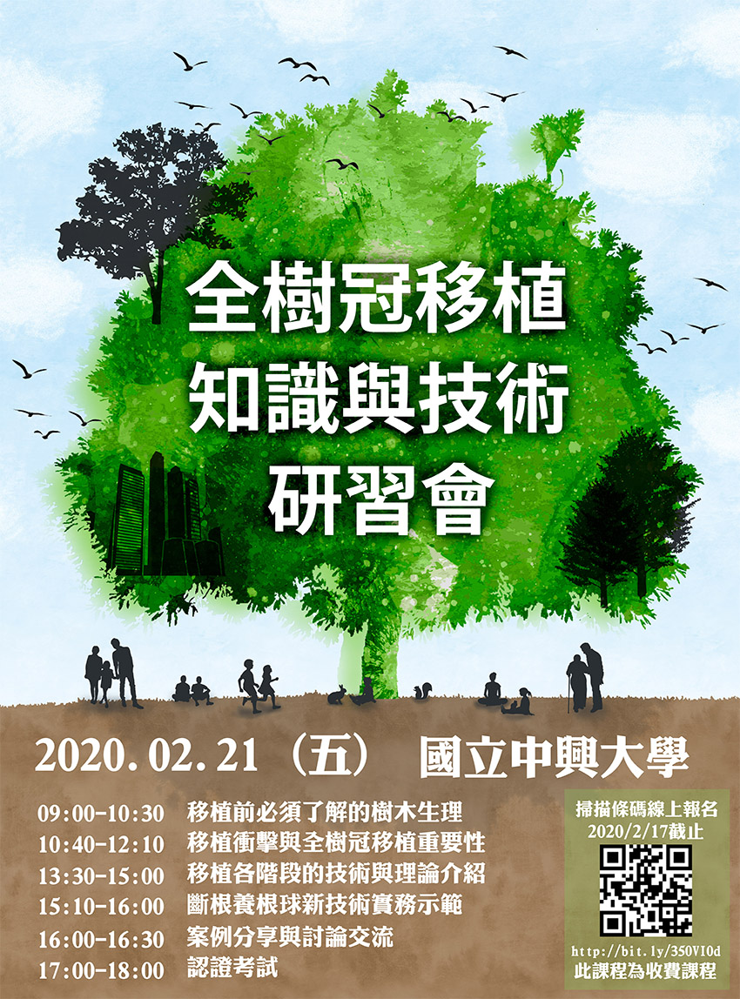 全樹冠移植
知識與技術
研習會
2020.02.21（五） 國立中興大學
09:00-10:30 移植前必須了解的樹木生理
10:40-12:10 移植衝擊與全樹冠移植重要性
13:30-15:00 移植各階段的技術與理論介紹
15:10-16:00 斷根養根球新技術實務示範
16:00-16:30 案例分享與討論交流
17:00-18:00 認證考試
掃描條碼線上報名
2020/2/17截止
http://bit.ly/350VI0d
此課程為收費課程